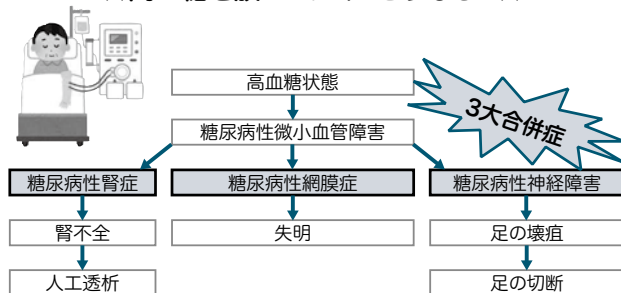 高血糖状態
3大合併症
糖尿病性微小血管障害
糖尿病性腎症
糖尿病性網膜症
糖尿病性神経障害
腎不全
失明
足の壊疽
人工透析
足の切断